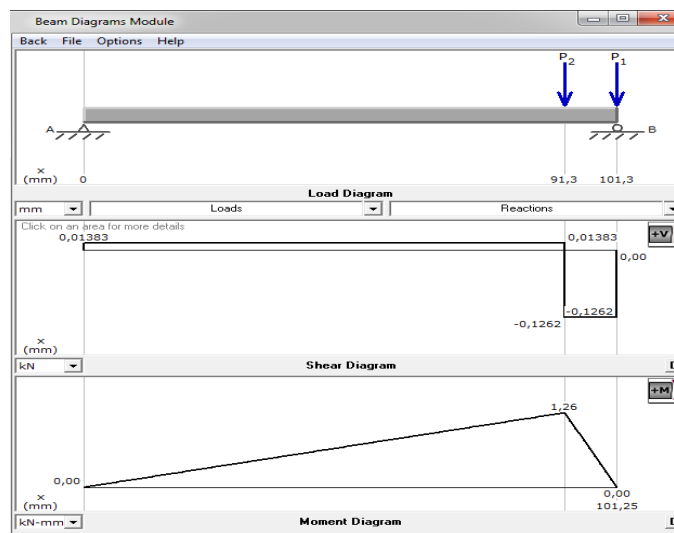 Beam Diagrams Module
Back File Options Help
P2 P1
A B
x
(mm) 0 91,3 101,3
Load Diagram
mm Loads Reactions
Click on an area for more details
0,01383 0,01383 +V
0,00
-0,1262 -0,1262
x
(mm)
kN Shear Diagram
+M
1,26
0,00 0,00
x
(mm) 101,25
kN-mm Moment Diagram